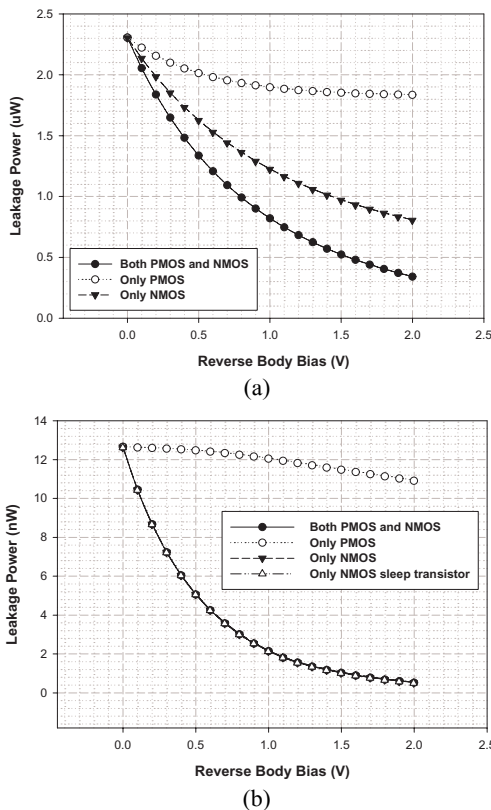 2.5
2.0
1.5
1.0
0.5
0.0
Leakage Power (uW)
Both PMOS and NMOS
Only PMOS
Only NMOS
0.0 0.5 1.0 1.5 2.0 2.5
Reverse Body Bias (V)
(a)
14
12
10
8
6
4
2
0
Leakage Power (nW)
Both PMOS and NMOS
Only PMOS
Only NMOS
Only NMOS sleep transistor
0.0 0.5 1.0 1.5 2.0 2.5
Reverse Body Bias (V)
(b)